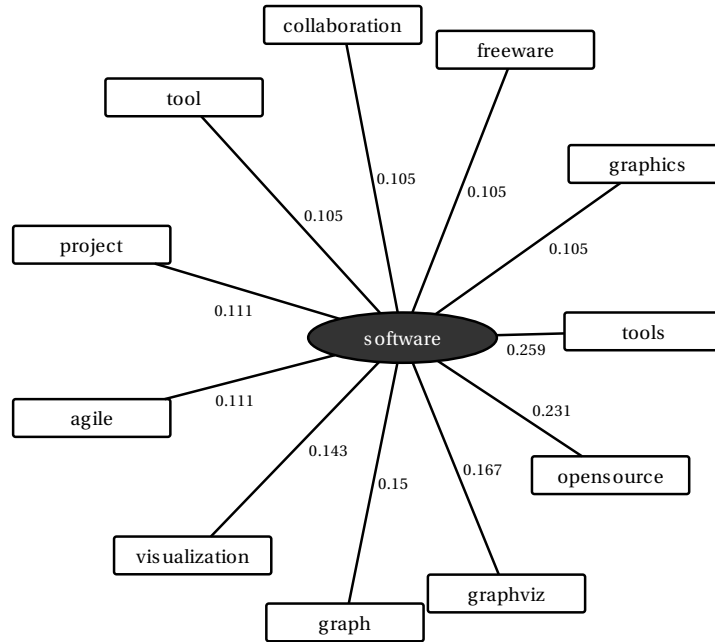 collaboration
freeware
tool
graphics
0.105
0.105
0.105
0.105
project
0.111
software
tools
0.259
agile
0.111
0.231
0.143
0.15
0.167
opensource
visualization
graphviz
graph